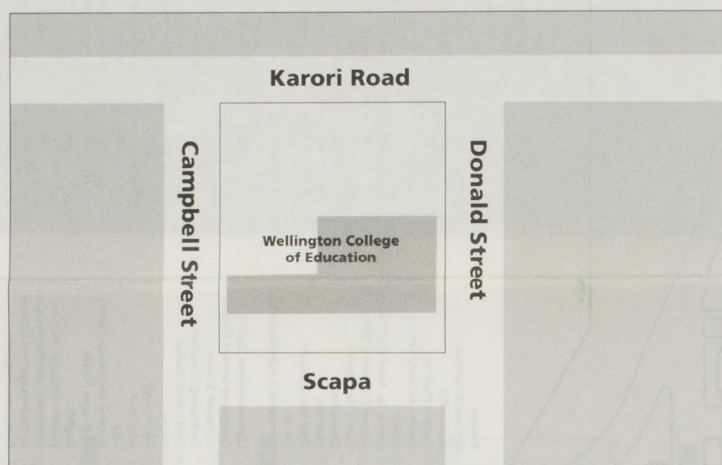 Karori Road
Campbell Street
Donald Street
Wellington College
of Education
Scapa